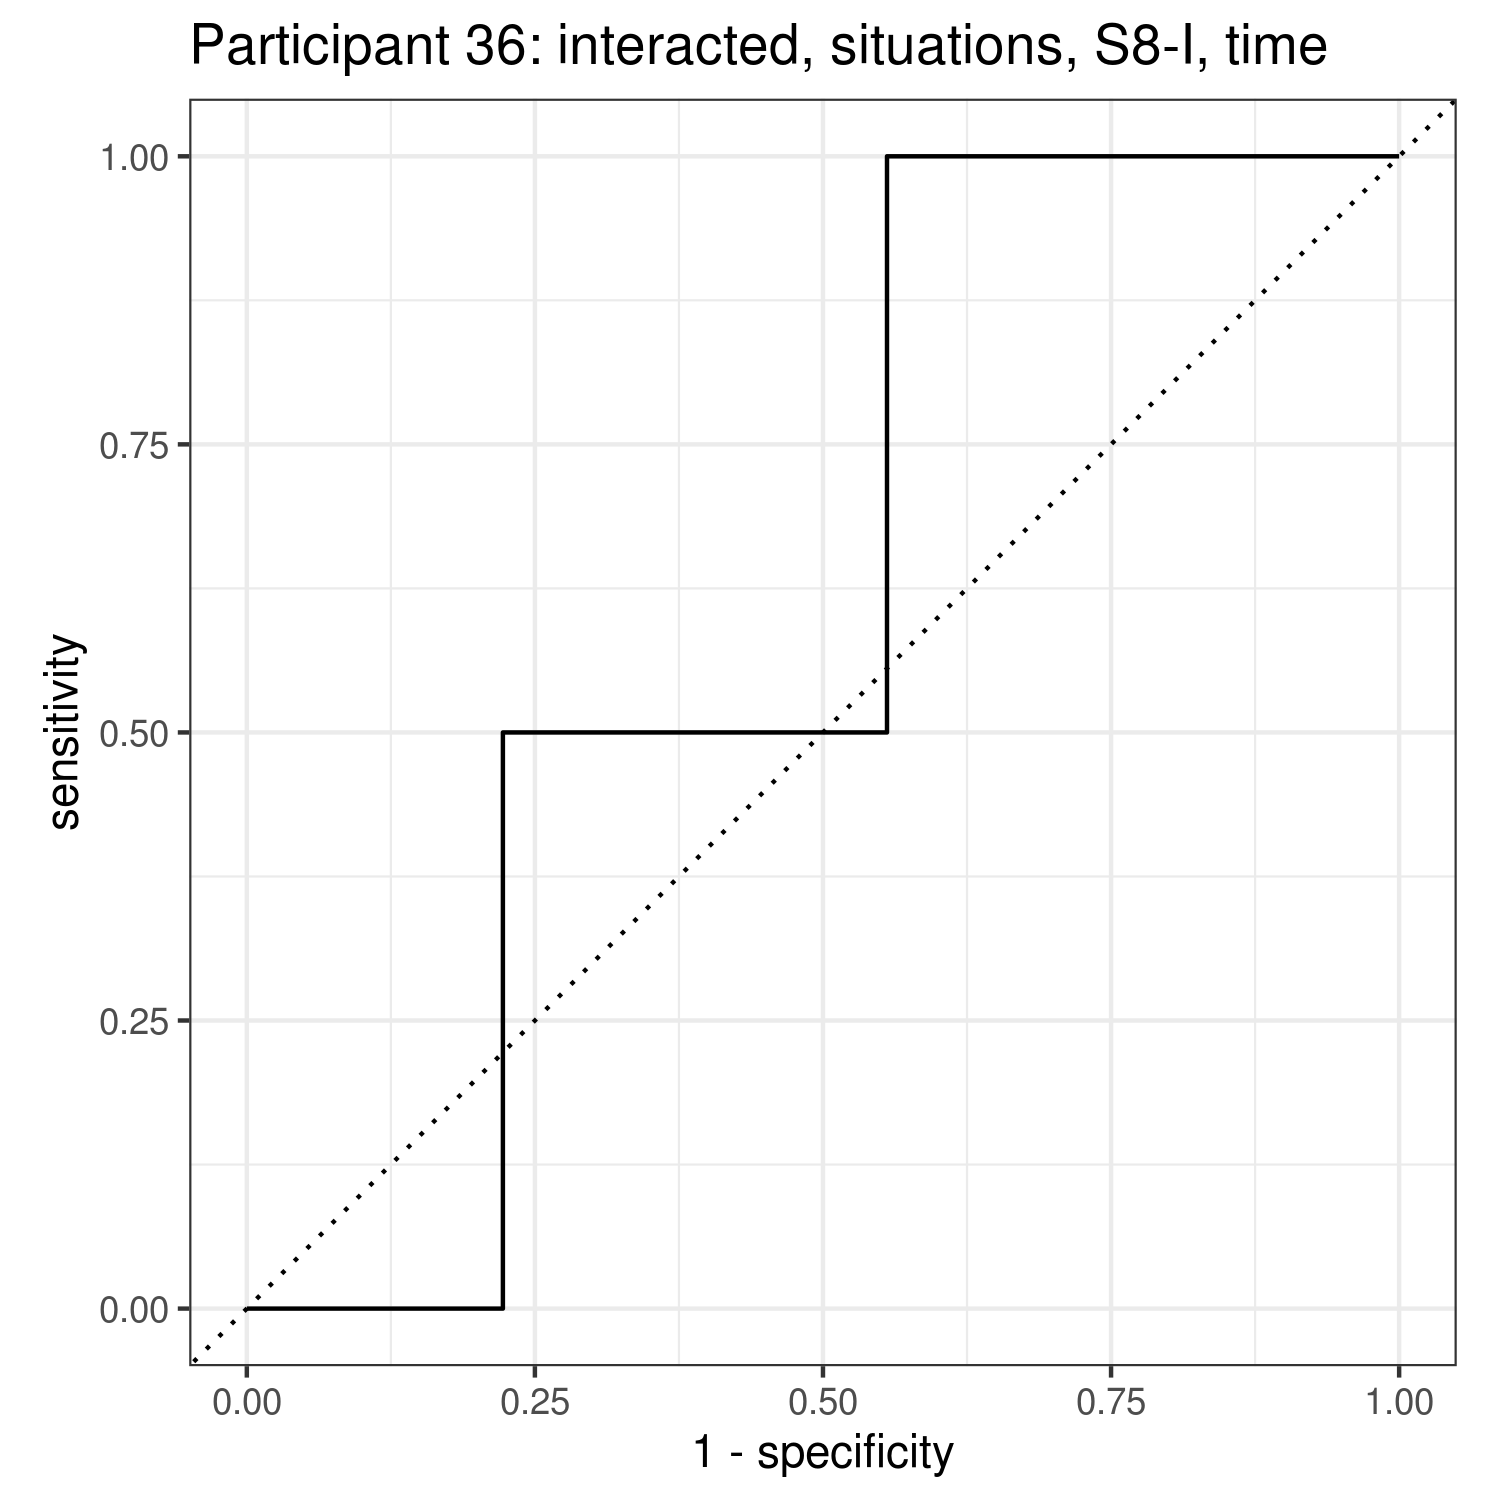 Participant 36: interacted, situations, S8-I, time
sensitivity
1.00
0.75
0.50
0.25
0.00
0.00 0.25 0.50 0.75 1.00
1 - specificity